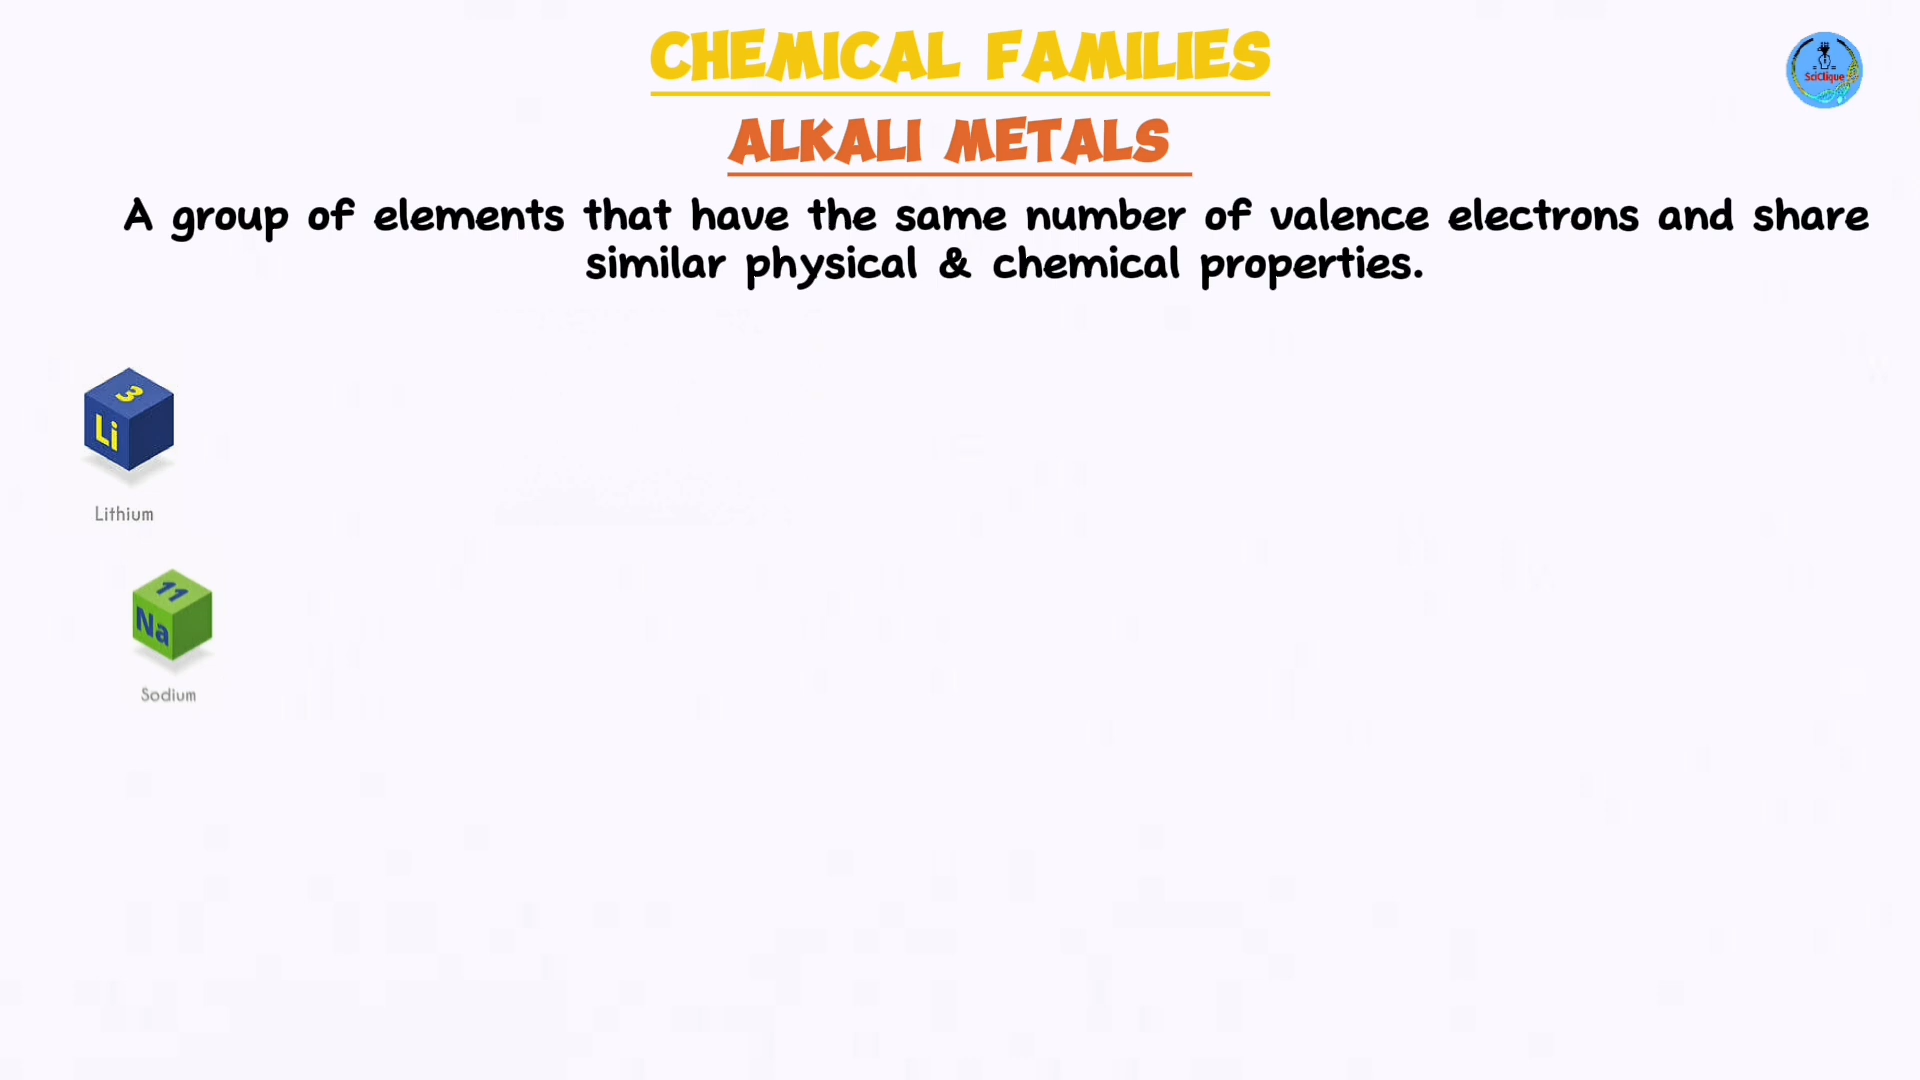 CHEMICAL FAMILIES
SciClique
ALKALI METALS
A group of elements that have the same number of valence electrons and share
similar physical & chemical properties.
3
Li
Lithium
11
Na
Sodium